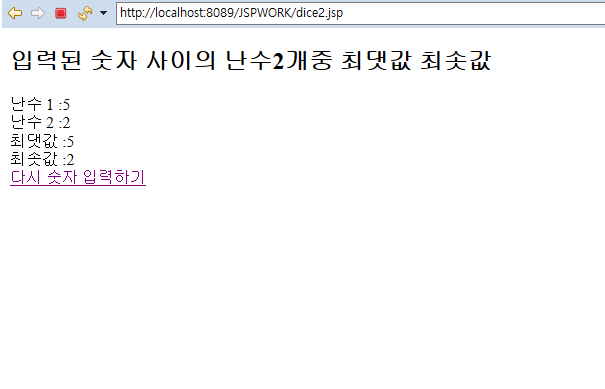 http://localhost:8089/JSPWORK/dice2.jsp
입력된 숫자 사이의 난수2개중 최댓값 최솟값
난수 1 :5
난수 2 :2
최댓값 :5
최솟값 :2
다시 숫자 입력하기